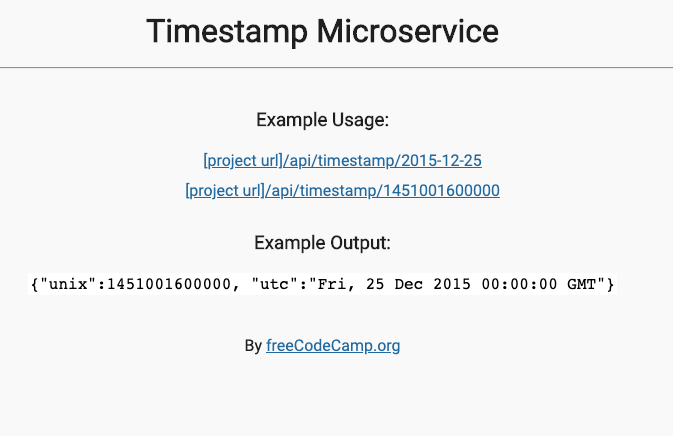 Timestamp Microservice
Example Usage:
[project url]/api/timestamp/2015-12-25
[project url]/api/timestamp/1451001600000
Example Output:
{"unix":1451001600000, "utc":"Fri, 25 Dec 2015 00:00:00 GMT"}
By freeCodeCamp.org